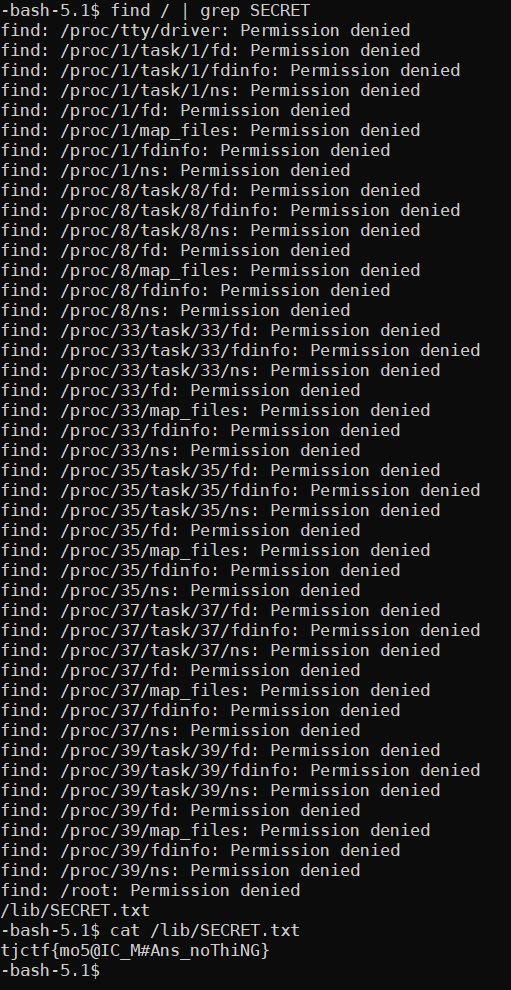 -bash-5.1$ find / | grep SECRET
find: /proc/tty/driver: Permission denied
find: /proc/1/task/1/fd: Permission denied
find: /proc/1/task/1/fdinfo: Permission denied
find: /proc/1/task/1/ns: Permission denied
find: /proc/1/fd: Permission denied
find: /proc/1/map_files: Permission denied
find: /proc/1/fdinfo: Permission denied
find: /proc/1/ns: Permission denied
find: /proc/8/task/8/fd: Permission denied
find: /proc/8/task/8/fdinfo: Permission denied
find: /proc/8/task/8/ns: Permission denied
find: /proc/8/fd: Permission denied
find: /proc/8/map_files: Permission denied
find: /proc/8/fdinfo: Permission denied
find: /proc/8/ns: Permission denied
find: /proc/33/task/33/fd: Permission denied
find: /proc/33/task/33/fdinfo: Permission denied
find: /proc/33/task/33/ns: Permission denied
find: /proc/33/fd: Permission denied
find: /proc/33/map_files: Permission denied
find: /proc/33/fdinfo: Permission denied
find: /proc/33/ns: Permission denied
find: /proc/35/task/35/fd: Permission denied
find: /proc/35/task/35/fdinfo: Permission denied
find: /proc/35/task/35/ns: Permission denied
find: /proc/35/fd: Permission denied
find: /proc/35/map_files: Permission denied
find: /proc/35/fdinfo: Permission denied
find: /proc/35/ns: Permission denied
find: /proc/37/task/37/fd: Permission denied
find: /proc/37/task/37/fdinfo: Permission denied
find: /proc/37/task/37/ns: Permission denied
find: /proc/37/fd: Permission denied
find: /proc/37/map_files: Permission denied
find: /proc/37/fdinfo: Permission denied
find: /proc/37/ns: Permission denied
find: /proc/39/task/39/fd: Permission denied
find: /proc/39/task/39/fdinfo: Permission denied
find: /proc/39/task/39/ns: Permission denied
find: /proc/39/fd: Permission denied
find: /proc/39/map_files: Permission denied
find: /proc/39/fdinfo: Permission denied
find: /proc/39/ns: Permission denied
find: /root: Permission denied
/lib/SECRET.txt
-bash-5.1$ cat /lib/SECRET.txt
tjctf{mo5@IC_M#Ans_noThiNG}
-bash-5.1$